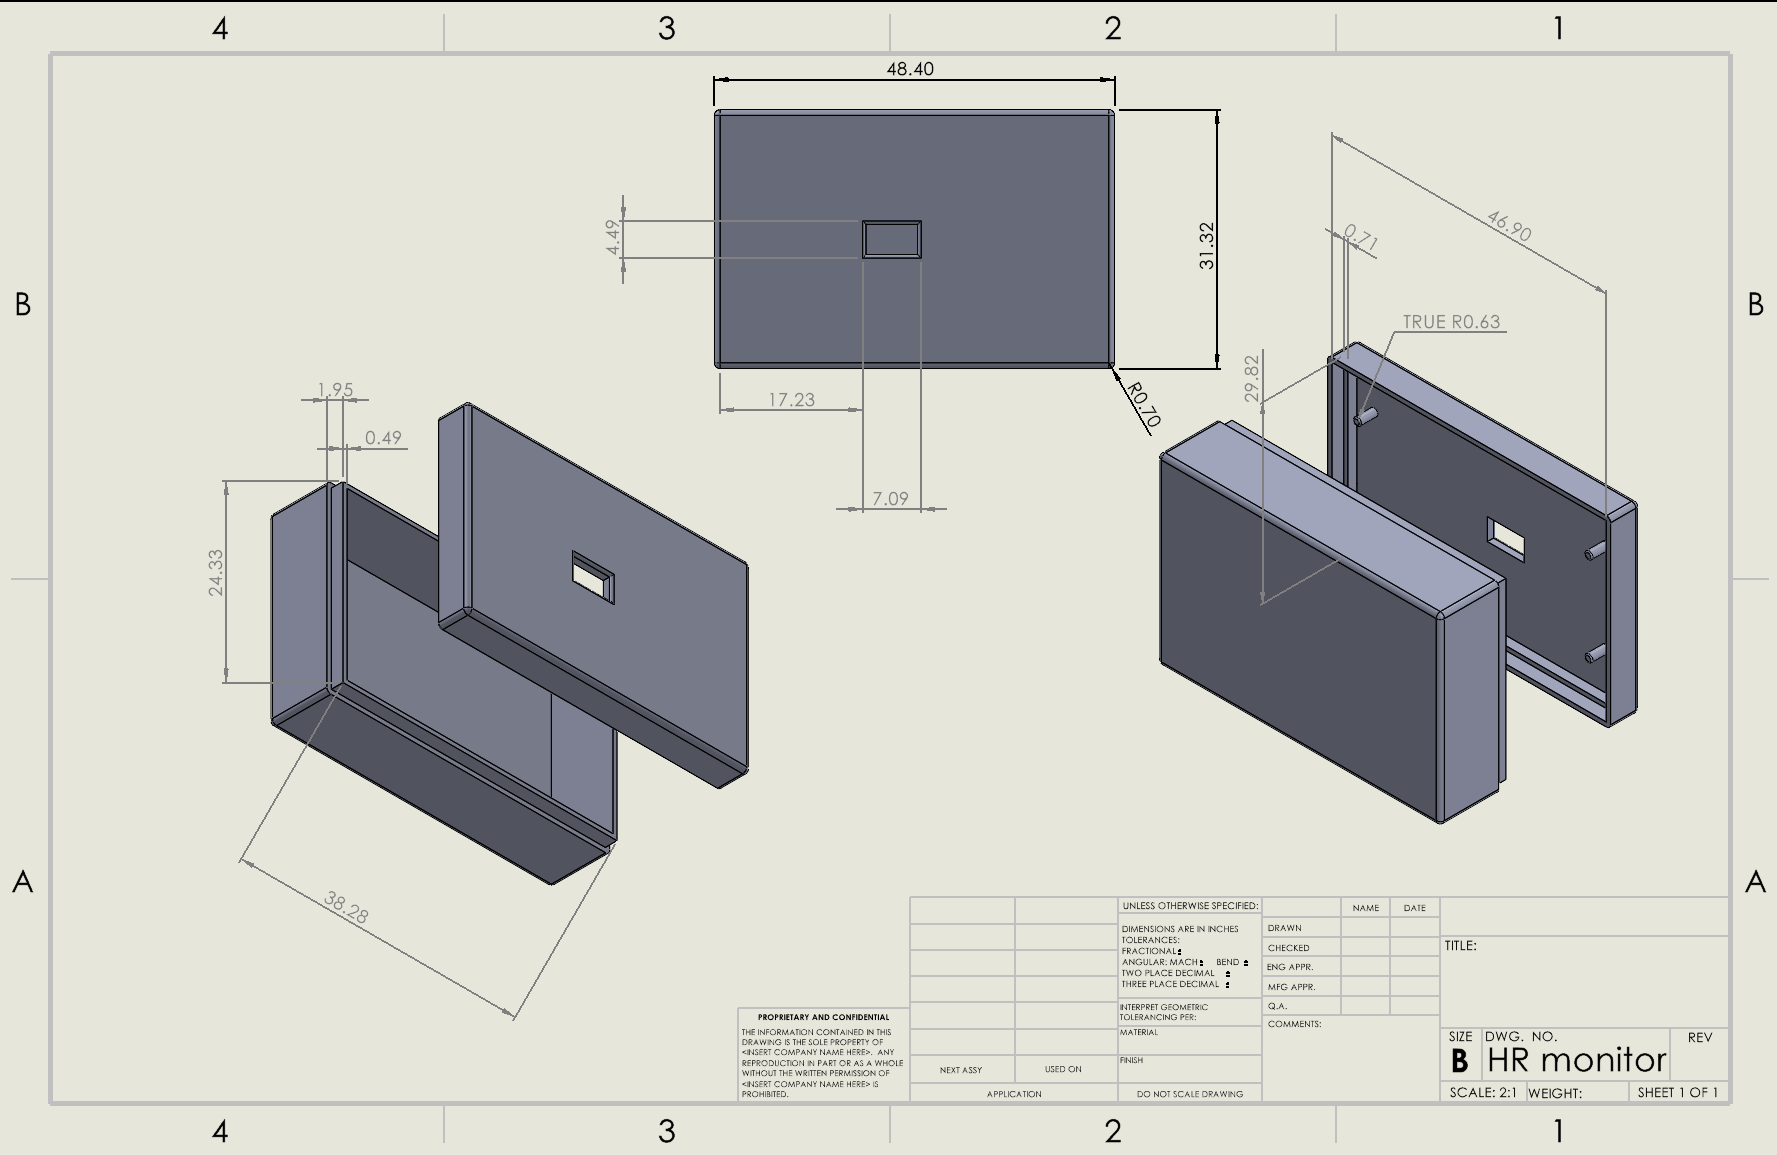 4 3 2 1
48.40
46.90
0.71
4.49
31.32
B B
TRUE R0.63
29.82
1.95
17.23
R0.70
0.49
7.09
24.33
A A
38.28
UNLESS OTHERWISE SPECIFIED:
DIMENSIONS ARE IN INCHES
TOLERANCES:
FRACTIONAL±
ANGULAR: MACH± BEND ±
TWO PLACE DECIMAL ±
THREE PLACE DECIMAL ±
INTERPRET GEOMETRIC
TOLERANCING PER:
MATERIAL
FINISH
DO NOT SCALE DRAWING
NAME DATE
DRAWN
CHECKED
ENG APPR.
MFG APPR.
Q.A.
COMMENTS:
TITLE:
SIZE DWG. NO. REV
B HR monitor
SCALE: 2:1 WEIGHT: SHEET 1 OF 1
PROPRIETARY AND CONFIDENTIAL
THE INFORMATION CONTAINED IN THIS
DRAWING IS THE SOLE PROPERTY OF
<INSERT COMPANY NAME HERE>. ANY
REPRODUCTION IN PART OR AS A WHOLE
WITHOUT THE WRITTEN PERMISSION OF
<INSERT COMPANY NAME HERE> IS
PROHIBITED.
NEXT ASSY USED ON
APPLICATION
4 3 2 1